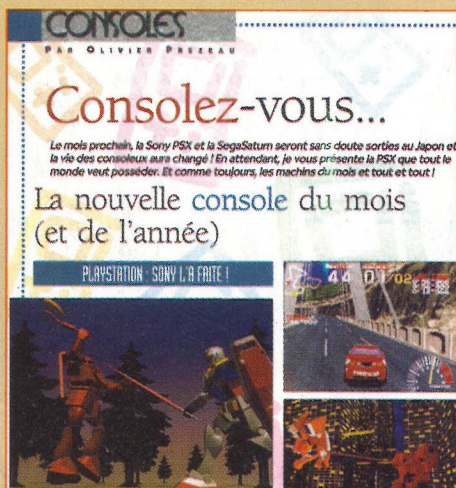 CONSOLES
PAR OLIVIER PREZEAU
Consolez-vous...
Le mois prochain, la Sony PSX et la SegaSaturn seront sans doute sorties au Japon et
la vie des consoleux aura changé ! En attendant, je vous présente la PSX que tout le
monde veut posséder. Et comme toujours, les machins du mois et tout et tout !
La nouvelle console du mois
(et de l'année)
PLAYSTATION : SONY L'A FAITE !